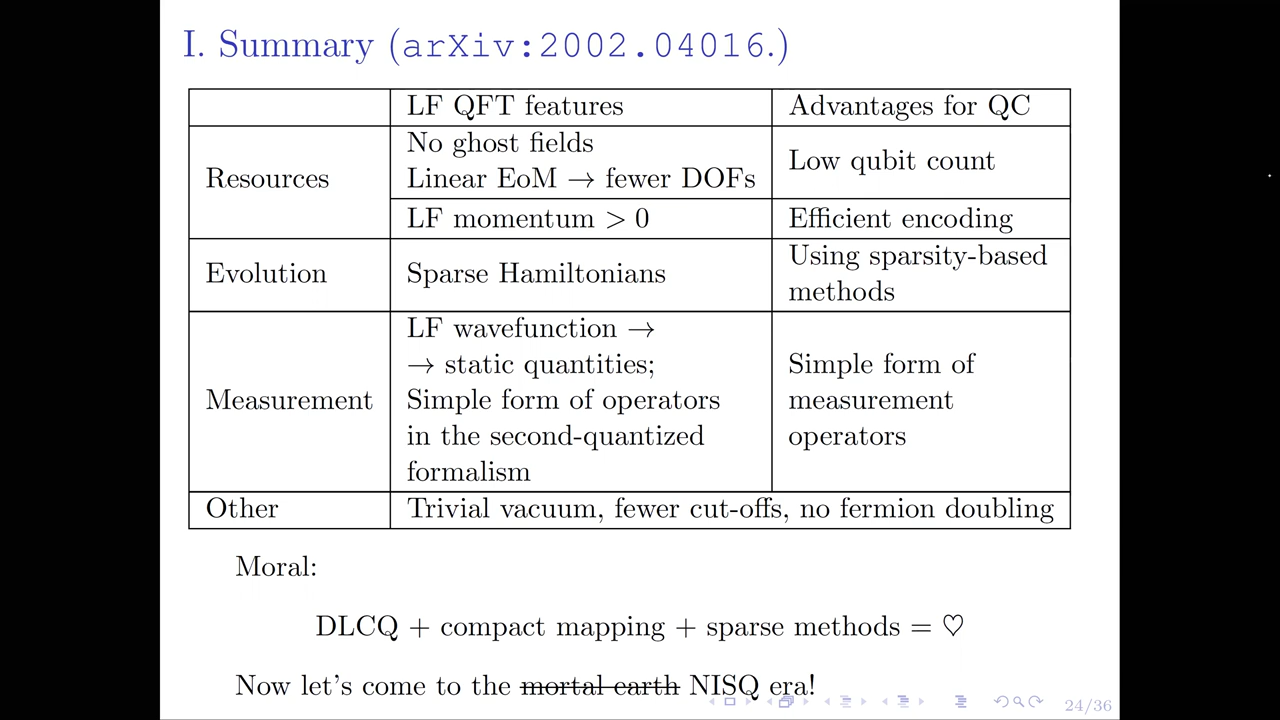 I. Summary (arXiv:2002.04016.)
LF QFT features
Advantages for QC
Resources
No ghost fields
Linear EoM → fewer DOFs
Low qubit count
LF momentum > 0
Efficient encoding
Evolution
Sparse Hamiltonians
Using sparsity-based
methods
Measurement
LF wavefunction →
→ static quantities;
Simple form of operators
in the second-quantized
formalism
Simple form of
measurement
operators
Other
Trivial vacuum, fewer cut-offs, no fermion doubling
Moral:
DLCQ + compact mapping + sparse methods = ♡
Now let's come to the mortal earth NISQ era!
24/36